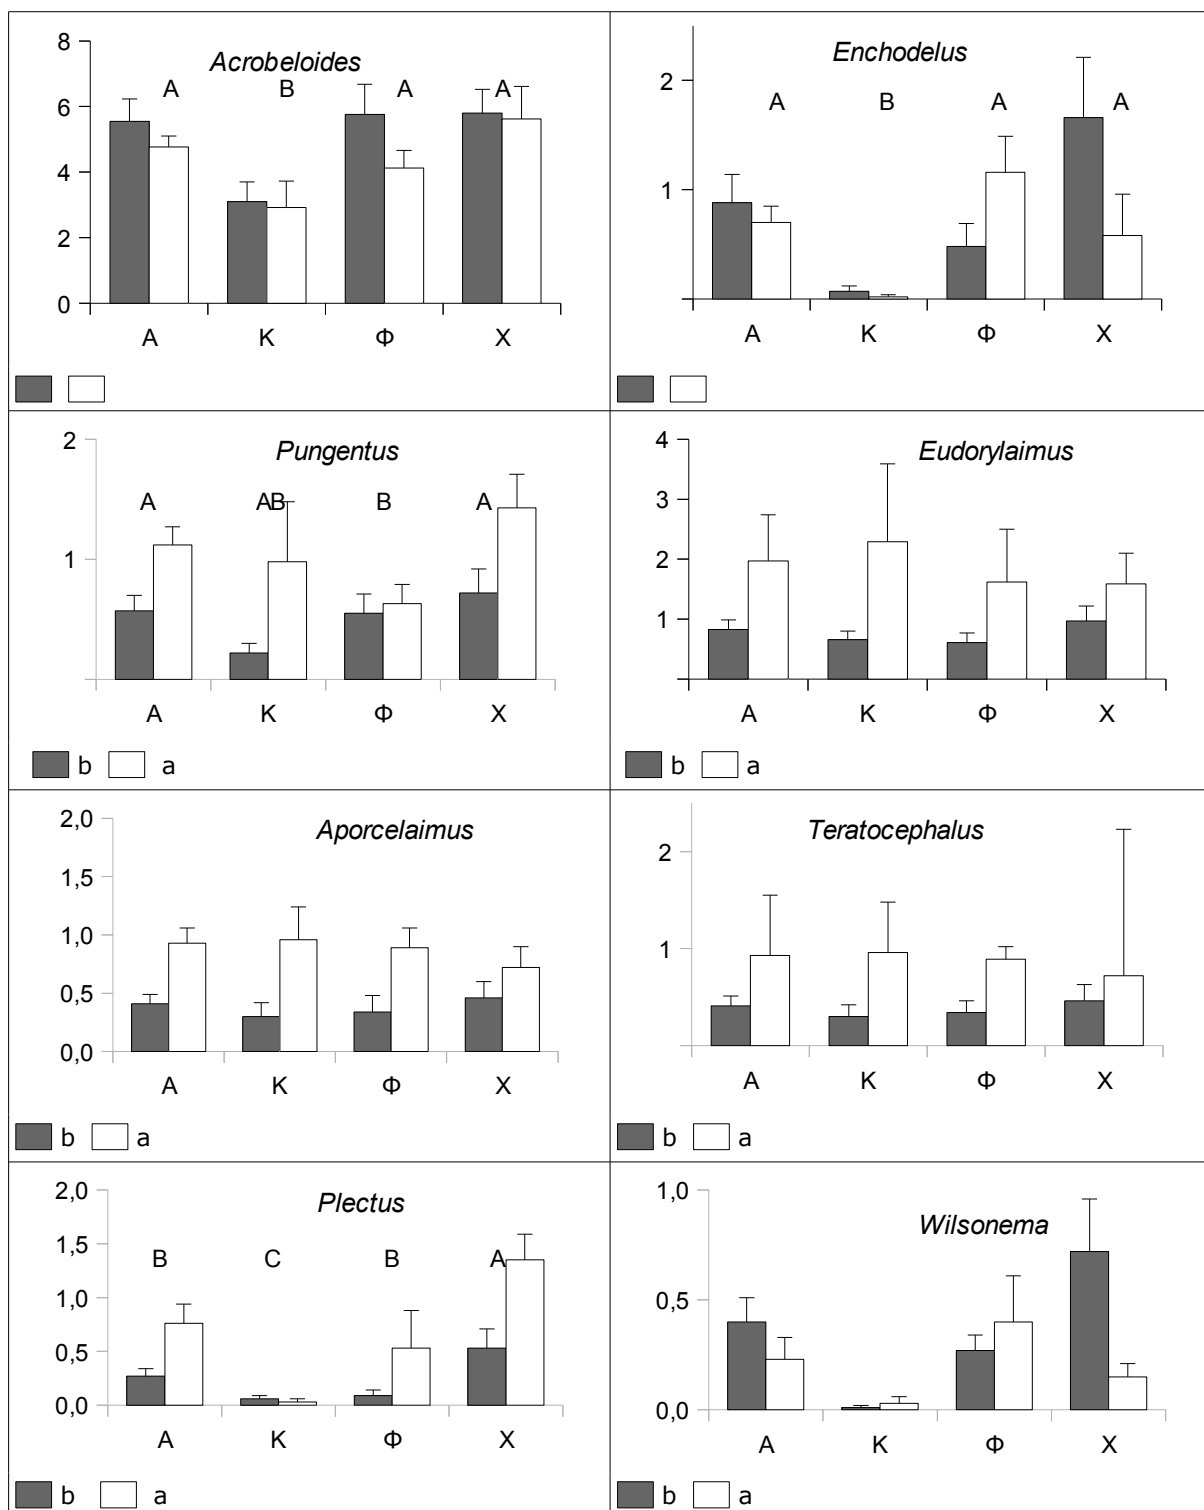 Acrobeloides
8
6
4
2
0
A B A A
A K Φ X
Enchodelus
2
1
A B A A
A K Φ X
Pungentus
2
1
A AB B A
A K Φ X
b a
Eudorylaimus
4
3
2
1
A K Φ X
b a
Aporcelaimus
2,0
1,5
1,0
0,5
0,0
A K Φ X
b a
Teratocephalus
2
1
A K Φ X
b a
Plectus
2,0
1,5
1,0
0,5
0,0
B C B A
A K Φ X
b a
Wilsonema
1,0
0,5
0,0
A K Φ X
b a